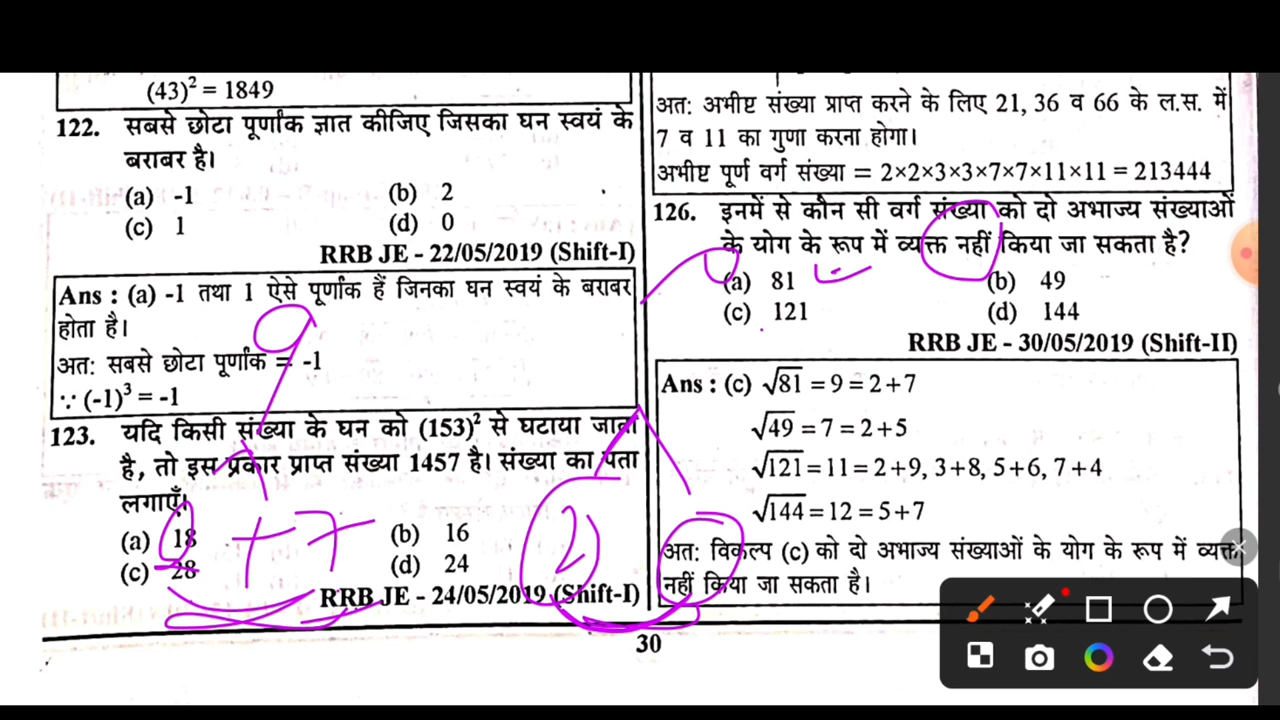 (43)² = 1849
122. सबसे छोटा पूर्णांक ज्ञात कीजिए जिसका घन स्वयं के
बराबर है।
(a) -1 (b) 2
(c) 1 (d) 0
RRB JE - 22/05/2019 (Shift-I)
Ans : (a) -1 तथा 1 ऐसे पूर्णांक हैं जिनका घन स्वयं के बराबर
होता है।
अत: सबसे छोटा पूर्णांक = -1
∵ (-1)³ = -1
123. यदि किसी संख्या के घन को (153)² से घटाया जाता
है, तो इस प्रकार प्राप्त संख्या 1457 है। संख्या का पता
लगाएँ।
(a) 18 (b) 16
(c) 28 (d) 24
RRB JE - 24/05/2019 (Shift-I)
अत: अभीष्ट संख्या प्राप्त करने के लिए 21, 36 व 66 के ल.स. में
7 व 11 का गुणा करना होगा।
अभीष्ट पूर्ण वर्ग संख्या = 2×2×3×3×7×7×11×11 = 213444
126. इनमें से कौन सी वर्ग संख्या को दो अभाज्य संख्याओं
के योग के रूप में व्यक्त नहीं किया जा सकता है?
(a) 81 (b) 49
(c) 121 (d) 144
RRB JE - 30/05/2019 (Shift-II)
Ans : (c) √81 = 9 = 2+7
√49 = 7 = 2+5
√121 = 11 = 2+9, 3+8, 5+6, 7+4
√144 = 12 = 5+7
अत: विकल्प (c) को दो अभाज्य संख्याओं के योग के रूप में व्यक्त
नहीं किया जा सकता है।
30
9
2 + 7
2